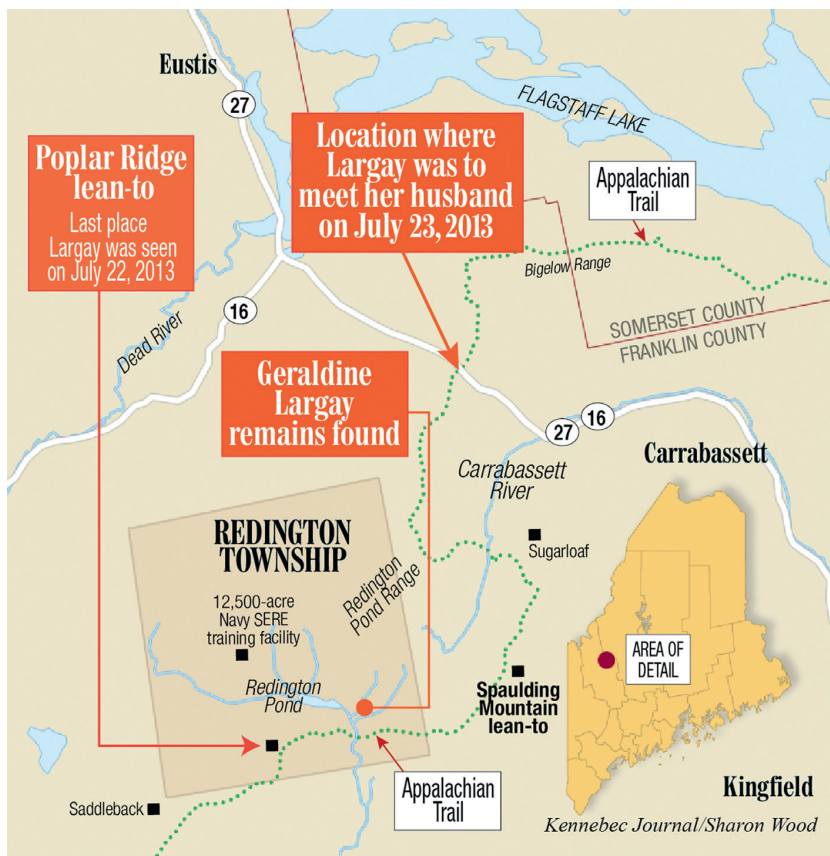 Eustis
27
FLAGSTAFF LAKE
Poplar Ridge
lean-to
Last place
Largay was seen
on July 22, 2013
Location where
Largay was to
meet her husband
on July 23, 2013
Appalachian
Trail
Bigelow Range
16
Dead River
SOMERSET COUNTY
FRANKLIN COUNTY
Geraldine
Largay
remains found
27
16
Carrabassett
Carrabassett
River
Sugarloaf
REDINGTON
TOWNSHIP
12,500-acre
Navy SERE
training facility
Redington
Pond Range
Redington
Pond
AREA OF
DETAIL
Spaulding
Mountain
lean-to
Appalachian
Trail
Saddleback
Kingfield
Kennebec Journal/Sharon Wood